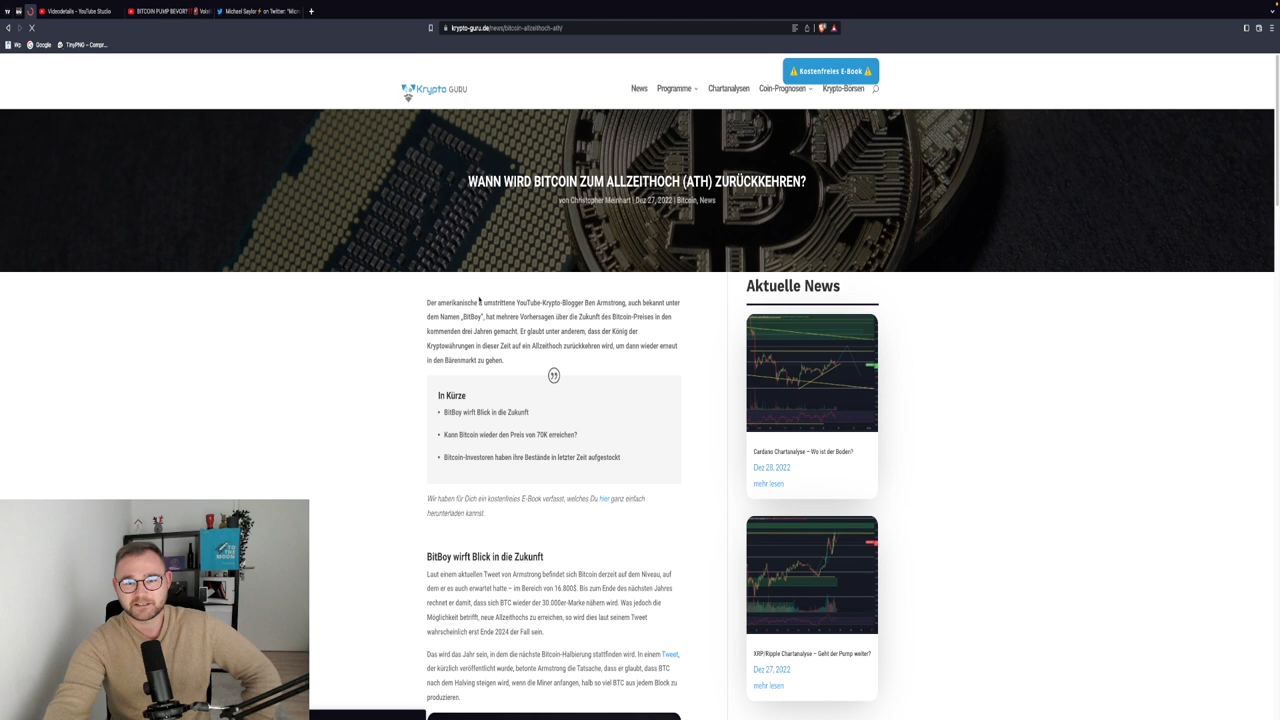 Videodetails - YouTube Studio
BITCOIN PUMP BEVOR?
Michael Saylor⚡ on Twitter: "Micr
krypto-guru.de/news/bitcoin-allzeithoch-ath/
Wp
Google
TinyPNG – Compr...
⚠️ Kostenfreies E-Book ⚠️
Krypto GURU
News
Programme
Chartanalysen
Coin-Prognosen
Krypto-Börsen
WANN WIRD BITCOIN ZUM ALLZEITHOCH (ATH) ZURÜCKKEHREN?
von Christopher Meinhart | Dez 27, 2022 | Bitcoin, News
Der amerikanische & umstrittene YouTube-Krypto-Blogger Ben Armstrong, auch bekannt unter
dem Namen „BitBoy“, hat mehrere Vorhersagen über die Zukunft des Bitcoin-Preises in den
kommenden drei Jahren gemacht. Er glaubt unter anderem, dass der König der
Kryptowährungen in dieser Zeit auf ein Allzeithoch zurückkehren wird, um dann wieder erneut
in den Bärenmarkt zu gehen.
In Kürze
• BitBoy wirft Blick in die Zukunft
• Kann Bitcoin wieder den Preis von 70K erreichen?
• Bitcoin-Investoren haben ihre Bestände in letzter Zeit aufgestockt
Wir haben für Dich ein kostenfreies E-Book verfasst, welches Du hier ganz einfach
herunterladen kannst.
BitBoy wirft Blick in die Zukunft
Laut einem aktuellen Tweet von Armstrong befindet sich Bitcoin derzeit auf dem Niveau, auf
dem er es auch erwartet hatte – im Bereich von 16.800$. Bis zum Ende des nächsten Jahres
rechnet er damit, dass sich BTC wieder der 30.000er-Marke nähern wird. Was jedoch die
Möglichkeit betrifft, neue Allzeithochs zu erreichen, so wird dies laut seinem Tweet
wahrscheinlich erst Ende 2024 der Fall sein.
Das wird das Jahr sein, in dem die nächste Bitcoin-Halbierung stattfinden wird. In einem Tweet,
der kürzlich veröffentlicht wurde, betonte Armstrong die Tatsache, dass er glaubt, dass BTC
nach dem Halving steigen wird, wenn die Miner anfangen, halb so viel BTC aus jedem Block zu
produzieren.
Aktuelle News
Cardano Chartanalyse – Wo ist der Boden?
Dez 28, 2022
mehr lesen
XRP/Ripple Chartanalyse – Geht der Pump weiter?
Dez 27, 2022
mehr lesen
TO THE
MOON